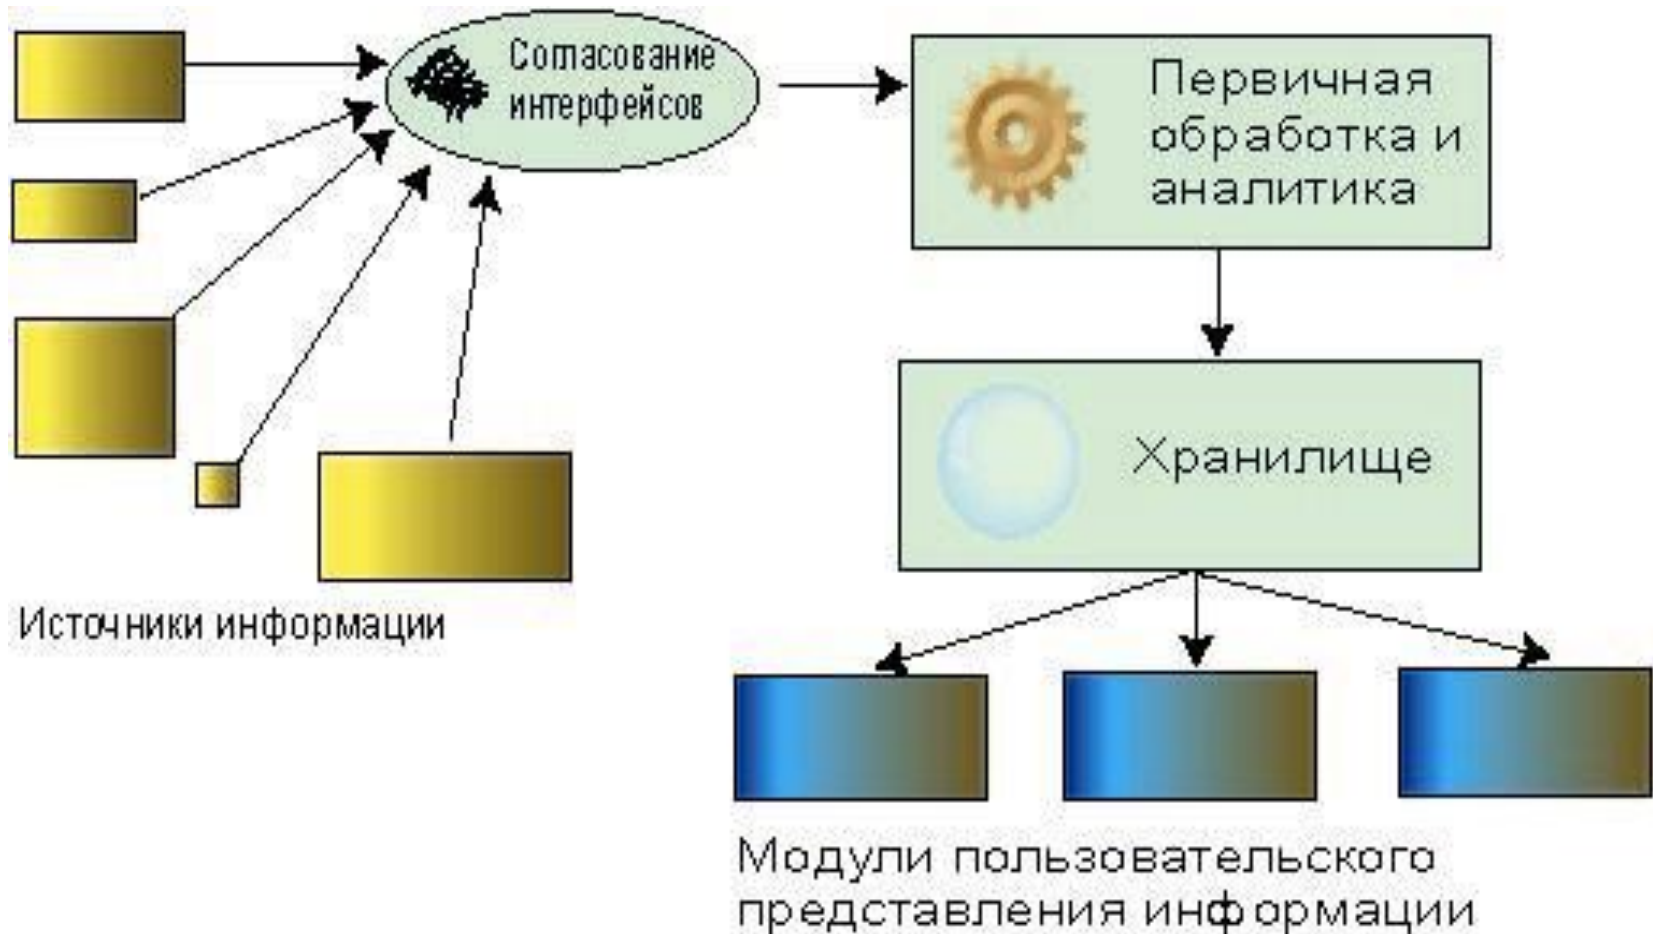 Согласование
интерфейсов
Первичная
обработка и
аналитика
Хранилище
Источники информации
Модули пользовательского
представления информации